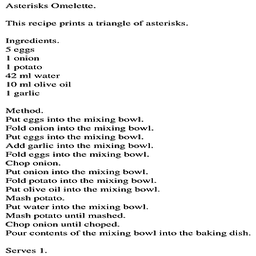 Asterisks Omelette.
This recipe prints a triangle of asterisks.
Ingredients.
5 eggs
1 onion
1 potato
42 ml water
10 ml olive oil
1 garlic
Method.
Put eggs into the mixing bowl.
Fold onion into the mixing bowl.
Put eggs into the mixing bowl.
Add garlic into the mixing bowl.
Fold eggs into the mixing bowl.
Chop onion.
Put onion into the mixing bowl.
Fold potato into the mixing bowl.
Put olive oil into the mixing bowl.
Mash potato.
Put water into the mixing bowl.
Mash potato until mashed.
Chop onion until choped.
Pour contents of the mixing bowl into the baking dish.
Serves 1.